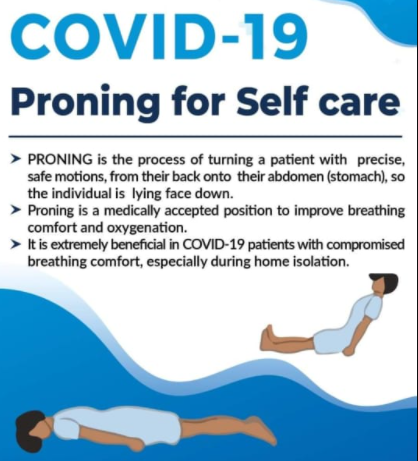 COVID-19
Proning for Self care
➤ PRONING is the process of turning a patient with precise,
safe motions, from their back onto their abdomen (stomach), so
the individual is lying face down.
➤ Proning is a medically accepted position to improve breathing
comfort and oxygenation.
➤ It is extremely beneficial in COVID-19 patients with compromised
breathing comfort, especially during home isolation.